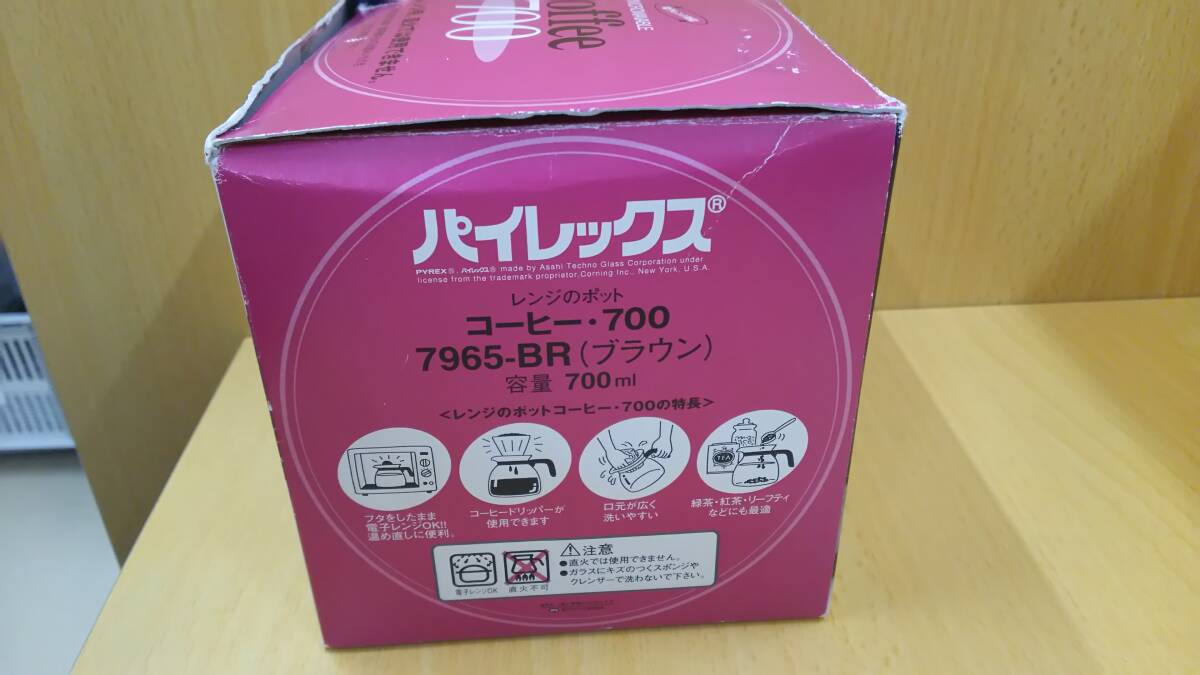 offee
700
MICROWAVABLE
パイレックス®
PYREX®, パイレックス® made by Asahi Techno Glass Corporation under
license from the trademark proprietor, Corning Inc., New York, U.S.A.
レンジのポット
コーヒー・700
7965-BR(ブラウン)
容量 700ml
<レンジのポットコーヒー・700の特長>
フタをしたまま
電子レンジOK!!
温め直しに便利。
コーヒードリッパーが
使用できます
口元が広く
洗いやすい
TEA
緑茶・紅茶・リーフティ
などにも最適
電子レンジOK
直火不可
⚠注意
●直火では使用できません。
●ガラスにキズのつくスポンジや
クレンザーで洗わないで下さい。